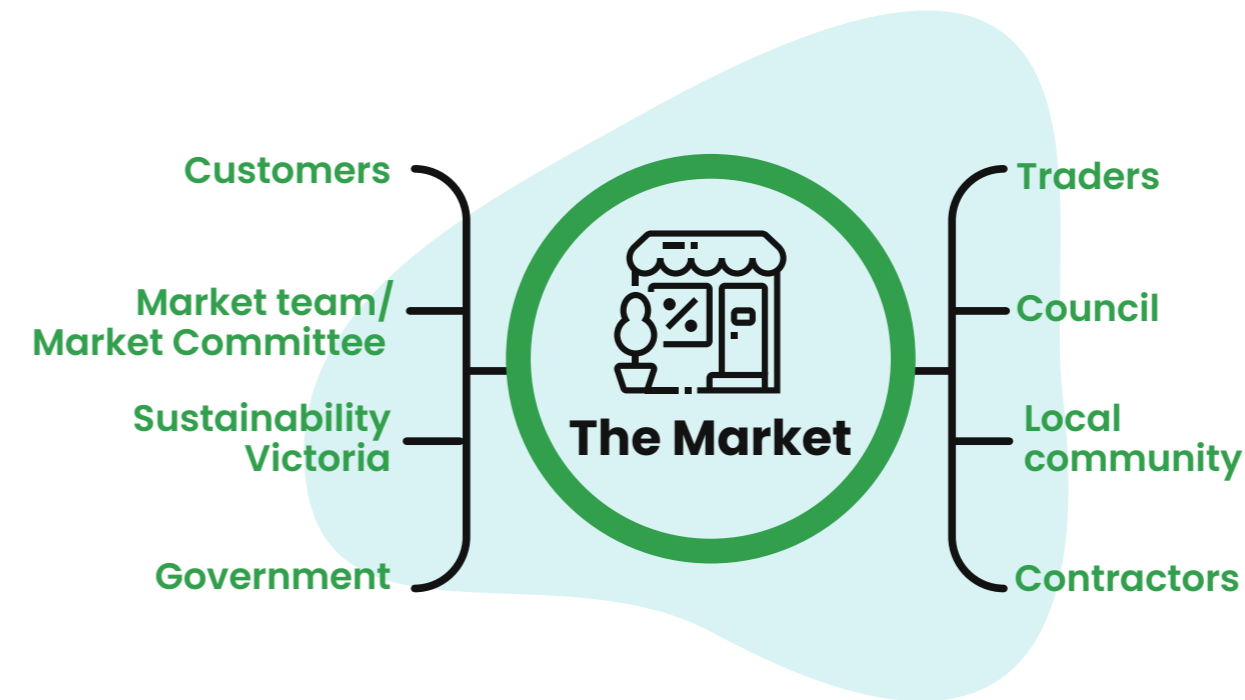 Customers
Market team/
Market Committee
Sustainability
Victoria
Government
The Market
Traders
Council
Local
community
Contractors